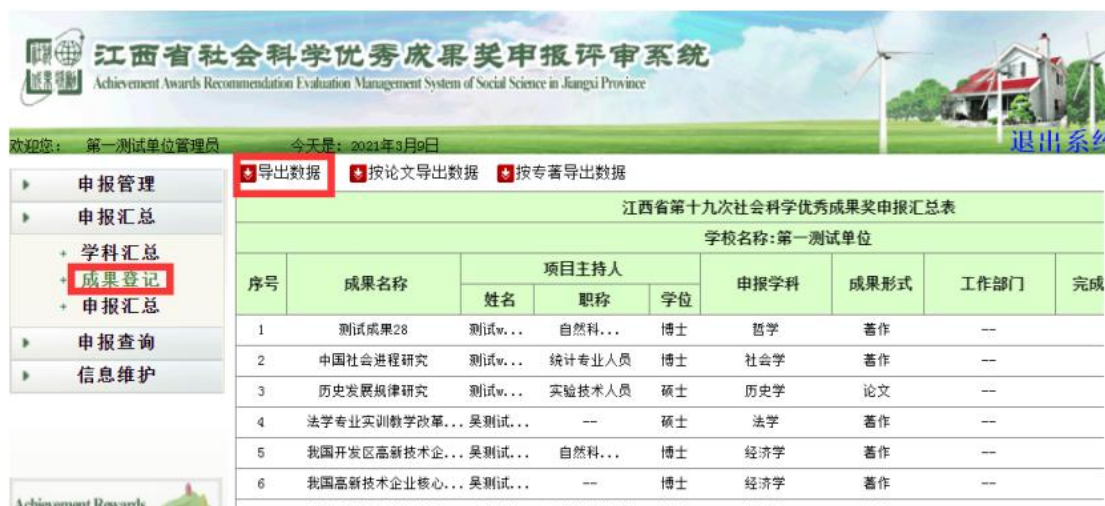 江西省社会科学优秀成果奖申报评审系统
Achievement Awards Recommendation Evaluation Management System of Social Science in Jiangxi Province
欢迎您： 第一测试单位管理员 今天是：2021年3月9日
退出系统
申报管理
申报汇总
学科汇总
成果登记
申报汇总
申报查询
信息维护
Achievement Rewards
导出数据 按论文导出数据 按专著导出数据
江西省第十九次社会科学优秀成果奖申报汇总表
学校名称:第一测试单位
序号 成果名称 项目主持人 申报学科 成果形式 工作部门 完成
姓名 职称 学位
1 测试成果28 测试w... 自然科... 博士 哲学 著作 --
2 中国社会进程研究 测试w... 统计专业人员 博士 社会学 著作 --
3 历史发展规律研究 测试w... 实验技术人员 硕士 历史学 论文 --
4 法学专业实训教学改革... 吴测试... -- 硕士 法学 著作 --
5 我国开发区高新技术企... 吴测试... 自然科... 博士 经济学 著作 --
6 我国高新技术企业核心... 吴测试... -- 博士 经济学 著作 --